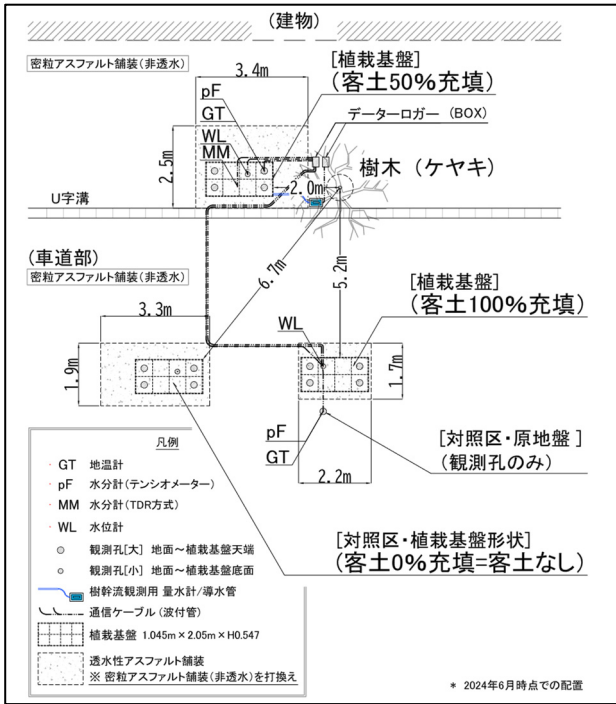 (建物)
密粒アスファルト舗装(非透水)
3.4m
[植栽基盤]
(客土50%充填)
pF
GT
データーロガー (BOX)
WL
MM
樹木 (ケヤキ)
2.5m
2.0m
U字溝
(車道部)
密粒アスファルト舗装(非透水)
6.7m
5.2m
[植栽基盤]
(客土100%充填)
3.3m
WL
1.9m
1.7m
pF
GT
[対照区・原地盤]
(観測孔のみ)
2.2m
[対照区・植栽基盤形状]
(客土0%充填=客土なし)
凡例
・ GT 地温計
・ pF 水分計(テンシオメーター)
・ MM 水分計(TDR方式)
・ WL 水位計
観測孔[大] 地面~植栽基盤天端
観測孔[小] 地面~植栽基盤底面
樹幹流観測用 量水計/導水管
通信ケーブル(波付管)
植栽基盤 1.045m×2.05m×H0.547
透水性アスファルト舗装
※ 密粒アスファルト舗装(非透水)を打換え
* 2024年6月時点での配置